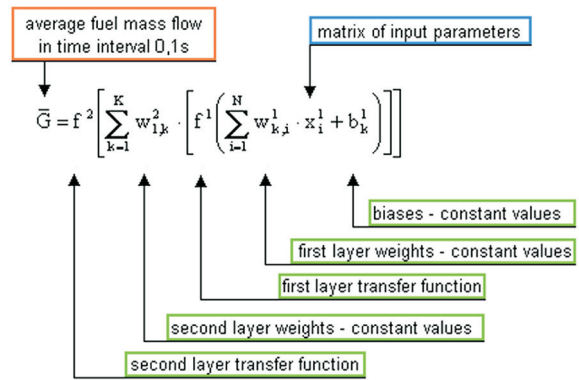 average fuel mass flow
in time interval 0,1s
matrix of input parameters
G̅ = f ² [ ∑_{k=1}^{K} w²_{1,k} · [ f ¹ ( ∑_{i=1}^{N} w¹_{k,i} · x¹_i + b¹_k ) ] ]
biases - constant values
first layer weights - constant values
first layer transfer function
second layer weights - constant values
second layer transfer function